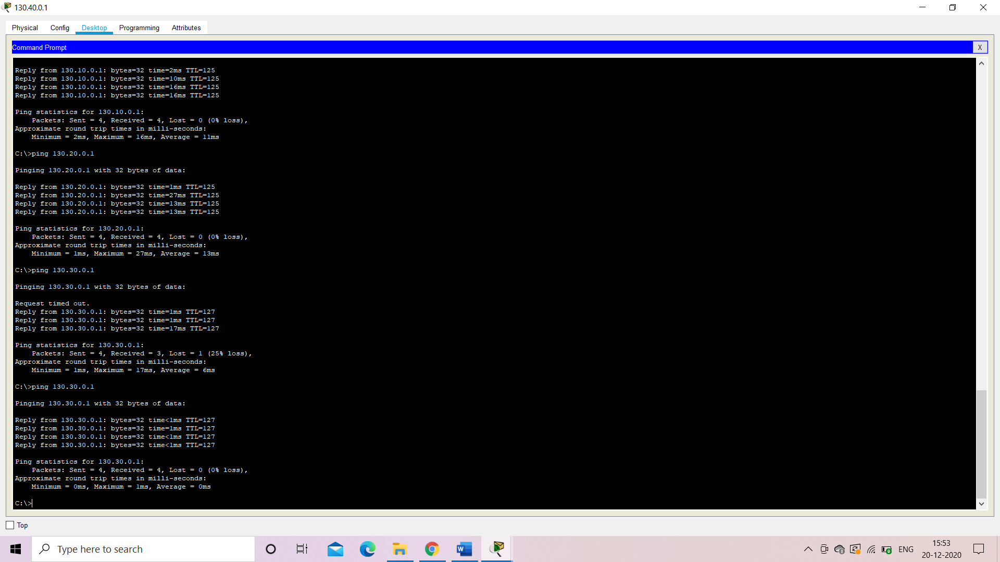 130.40.0.1
Physical Config Desktop Programming Attributes
Command Prompt X
Reply from 130.10.0.1: bytes=32 time=2ms TTL=125
Reply from 130.10.0.1: bytes=32 time=10ms TTL=125
Reply from 130.10.0.1: bytes=32 time=16ms TTL=125
Reply from 130.10.0.1: bytes=32 time=16ms TTL=125
Ping statistics for 130.10.0.1:
Packets: Sent = 4, Received = 4, Lost = 0 (0% loss),
Approximate round trip times in milli-seconds:
Minimum = 2ms, Maximum = 16ms, Average = 11ms
C:\>ping 130.20.0.1
Pinging 130.20.0.1 with 32 bytes of data:
Reply from 130.20.0.1: bytes=32 time=1ms TTL=125
Reply from 130.20.0.1: bytes=32 time=27ms TTL=125
Reply from 130.20.0.1: bytes=32 time=13ms TTL=125
Reply from 130.20.0.1: bytes=32 time=13ms TTL=125
Ping statistics for 130.20.0.1:
Packets: Sent = 4, Received = 4, Lost = 0 (0% loss),
Approximate round trip times in milli-seconds:
Minimum = 1ms, Maximum = 27ms, Average = 13ms
C:\>ping 130.30.0.1
Pinging 130.30.0.1 with 32 bytes of data:
Request timed out.
Reply from 130.30.0.1: bytes=32 time=1ms TTL=127
Reply from 130.30.0.1: bytes=32 time=1ms TTL=127
Reply from 130.30.0.1: bytes=32 time=17ms TTL=127
Ping statistics for 130.30.0.1:
Packets: Sent = 4, Received = 3, Lost = 1 (25% loss),
Approximate round trip times in milli-seconds:
Minimum = 1ms, Maximum = 17ms, Average = 6ms
C:\>ping 130.30.0.1
Pinging 130.30.0.1 with 32 bytes of data:
Reply from 130.30.0.1: bytes=32 time<1ms TTL=127
Reply from 130.30.0.1: bytes=32 time=1ms TTL=127
Reply from 130.30.0.1: bytes=32 time<1ms TTL=127
Reply from 130.30.0.1: bytes=32 time<1ms TTL=127
Ping statistics for 130.30.0.1:
Packets: Sent = 4, Received = 4, Lost = 0 (0% loss),
Approximate round trip times in milli-seconds:
Minimum = 0ms, Maximum = 1ms, Average = 0ms
C:\>
Top
Type here to search
W
ENG
15:53
20-12-2020